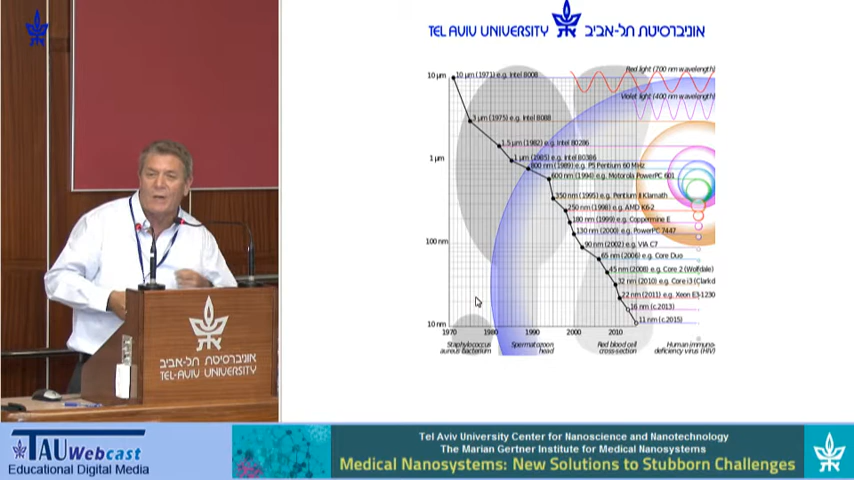 TEL AVIV UNIVERSITY אוניברסיטת תל-אביב
Red light (700 nm wavelength)
10 µm
10 µm (1971) e.g. Intel 8008
Violet light (400 nm wavelength)
3 µm (1975) e.g. Intel 8088
1.5 µm (1982) e.g. Intel 80286
1 µm
1 µm (1985) e.g. Intel 80386
800 nm (1989) e.g. P5 Pentium 60 MHz
600 nm (1994) e.g. Motorola PowerPC 601
350 nm (1995) e.g. Pentium II Klamath
250 nm (1998) e.g. AMD K6-2
180 nm (1999) e.g. Coppermine E
130 nm (2000) e.g. PowerPC 7447
100 nm
90 nm (2002) e.g. VIA C7
65 nm (2006) e.g. Core Duo
45 nm (2008) e.g. Core 2 (Wolfdale)
32 nm (2010) e.g. Core i3 (Clarkd
22 nm (2011) e.g. Xeon E3-1230
16 nm (c.2013)
11 nm (c.2015)
10 nm
1970 1980 1990 2000 2010
Staphylococcus aureus bacterium
Spermatozoon head
Red blood cell cross-section
Human immuno-deficiency virus (HIV)
אוניברסיטת תל-אביב
TEL-AVIV UNIVERSITY
TAU Webcast
Educational Digital Media
Tel Aviv University Center for Nanoscience and Nanotechnology
The Marian Gertner Institute for Medical Nanosystems
Medical Nanosystems: New Solutions to Stubborn Challenges